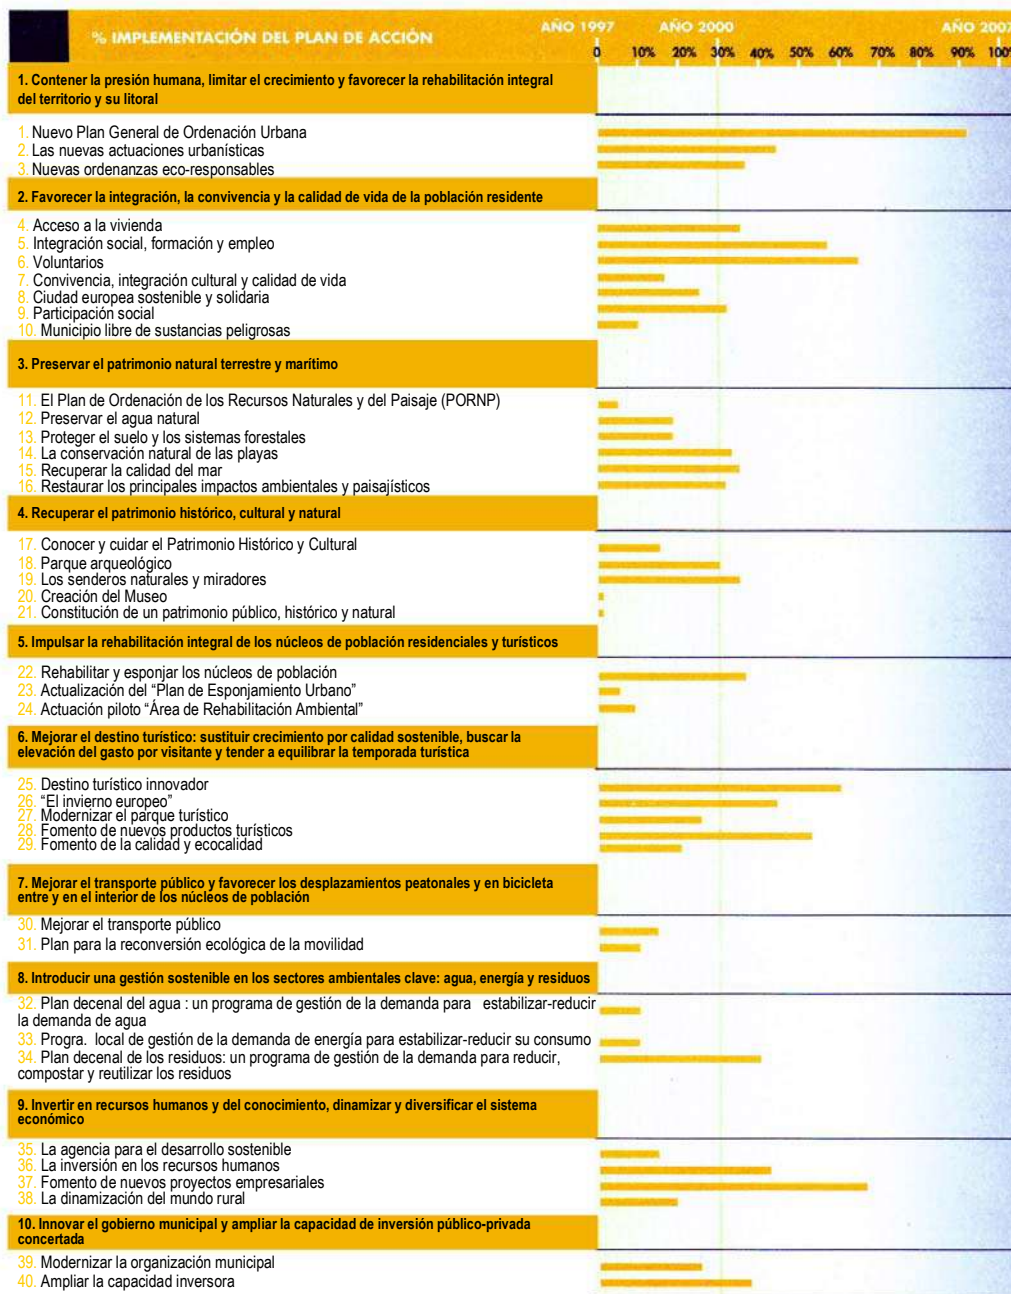 % IMPLEMENTACIÓN DEL PLAN DE ACCIÓN
AÑO 1997 AÑO 2000 AÑO 2007
0 10% 20% 30% 40% 50% 60% 70% 80% 90% 100%
1. Contener la presión humana, limitar el crecimiento y favorecer la rehabilitación integral
del territorio y su litoral
1. Nuevo Plan General de Ordenación Urbana
2. Las nuevas actuaciones urbanísticas
3. Nuevas ordenanzas eco-responsables
2. Favorecer la integración, la convivencia y la calidad de vida de la población residente
4. Acceso a la vivienda
5. Integración social, formación y empleo
6. Voluntarios
7. Convivencia, integración cultural y calidad de vida
8. Ciudad europea sostenible y solidaria
9. Participación social
10. Municipio libre de sustancias peligrosas
3. Preservar el patrimonio natural terrestre y marítimo
11. El Plan de Ordenación de los Recursos Naturales y del Paisaje (PORNP)
12. Preservar el agua natural
13. Proteger el suelo y los sistemas forestales
14. La conservación natural de las playas
15. Recuperar la calidad del mar
16. Restaurar los principales impactos ambientales y paisajísticos
4. Recuperar el patrimonio histórico, cultural y natural
17. Conocer y cuidar el Patrimonio Histórico y Cultural
18. Parque arqueológico
19. Los senderos naturales y miradores
20. Creación del Museo
21. Constitución de un patrimonio público, histórico y natural
5. Impulsar la rehabilitación integral de los núcleos de población residenciales y turísticos
22. Rehabilitar y esponjar los núcleos de población
23. Actualización del “Plan de Esponjamiento Urbano”
24. Actuación piloto “Área de Rehabilitación Ambiental”
6. Mejorar el destino turístico: sustituir crecimiento por calidad sostenible, buscar la
elevación del gasto por visitante y tender a equilibrar la temporada turística
25. Destino turístico innovador
26. “El invierno europeo”
27. Modernizar el parque turístico
28. Fomento de nuevos productos turísticos
29. Fomento de la calidad y ecocalidad
7. Mejorar el transporte público y favorecer los desplazamientos peatonales y en bicicleta
entre y en el interior de los núcleos de población
30. Mejorar el transporte público
31. Plan para la reconversión ecológica de la movilidad
8. Introducir una gestión sostenible en los sectores ambientales clave: agua, energía y residuos
32. Plan decenal del agua : un programa de gestión de la demanda para estabilizar-reducir
la demanda de agua
33. Progra. local de gestión de la demanda de energía para estabilizar-reducir su consumo
34. Plan decenal de los residuos: un programa de gestión de la demanda para reducir,
compostar y reutilizar los residuos
9. Invertir en recursos humanos y del conocimiento, dinamizar y diversificar el sistema
económico
35. La agencia para el desarrollo sostenible
36. La inversión en los recursos humanos
37. Fomento de nuevos proyectos empresariales
38. La dinamización del mundo rural
10. Innovar el gobierno municipal y ampliar la capacidad de inversión público-privada
concertada
39. Modernizar la organización municipal
40. Ampliar la capacidad inversora